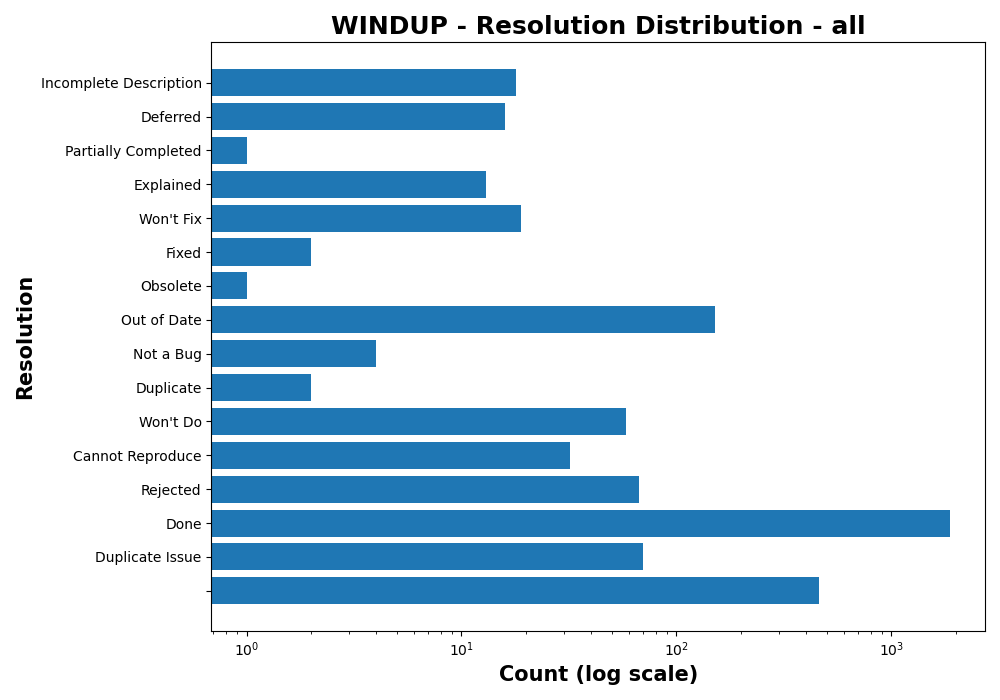 WINDUP - Resolution Distribution - all
Incomplete Description
Deferred
Partially Completed
Explained
Won't Fix
Fixed
Obsolete
Out of Date
Not a Bug
Duplicate
Won't Do
Cannot Reproduce
Rejected
Done
Duplicate Issue
Resolution
10⁰ 10¹ 10² 10³
Count (log scale)